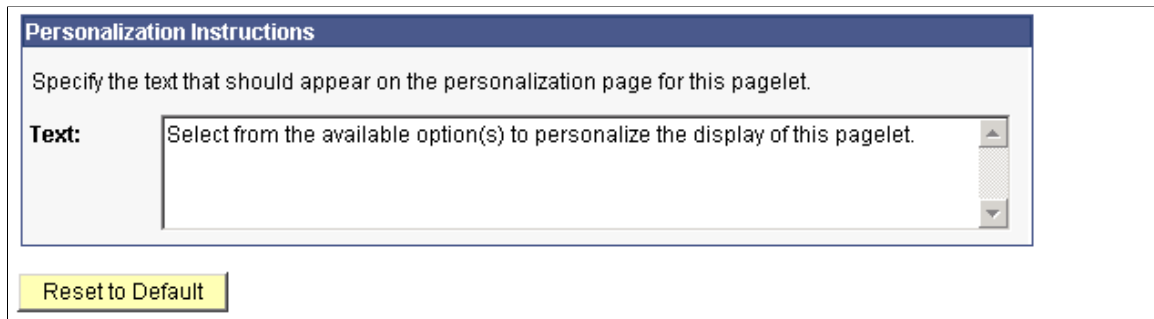 Personalization Instructions
Specify the text that should appear on the personalization page for this pagelet.
Text: Select from the available option(s) to personalize the display of this pagelet.
Reset to Default